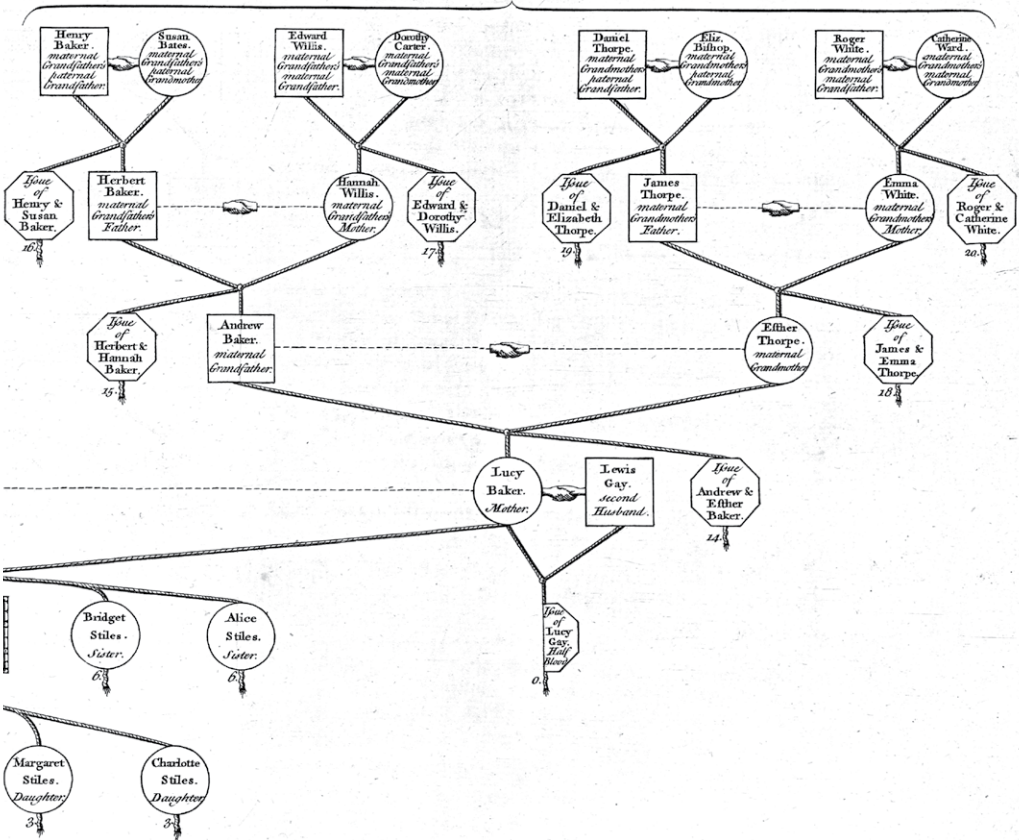 Henry
Baker.
maternal
Grandfather's
paternal
Grandfather.
Susan
Bates.
maternal
Grandfather's
paternal
Grandmother
Edward
Willis.
maternal
Grandfather's
maternal
Grandfather.
Dorothy
Carter.
maternal
Grandfather's
maternal
Grandmother
Daniel
Thorpe.
maternal
Grandmother's
paternal
Grandfather.
Eliz.
Bishop.
maternal
Grandmother's
paternal
Grandmother
Roger
White.
maternal
Grandmother's
maternal
Grandfather.
Catherine
Ward.
maternal
Grandmother's
maternal
Grandmother
Iſsue
of
Henry &
Susan
Baker.
16.
Herbert
Baker.
maternal
Grandfather's
Father.
Hannah
Willis.
maternal
Grandfather's
Mother.
Iſsue
of
Edward &
Dorothy
Willis.
17.
Iſsue
of
Daniel &
Elizabeth
Thorpe.
19.
James
Thorpe.
maternal
Grandmother's
Father.
Emma
White.
maternal
Grandmother's
Mother.
Iſsue
of
Roger &
Catherine
White.
20.
Iſsue
of
Herbert &
Hannah
Baker.
15.
Andrew
Baker.
maternal
Grandfather.
Eſther
Thorpe.
maternal
Grandmother
Iſsue
of
James &
Emma
Thorpe.
18.
Lucy
Baker.
Mother.
Lewis
Gay.
second
Husband.
Iſsue
of
Andrew &
Eſther
Baker.
14.
Bridget
Stiles.
Sister.
6.
Alice
Stiles.
Sister.
6.
Iſsue
of
Lucy
Gay.
Half
Blood
0.
Margaret
Stiles.
Daughter.
3.
Charlotte
Stiles.
Daughter.
3.